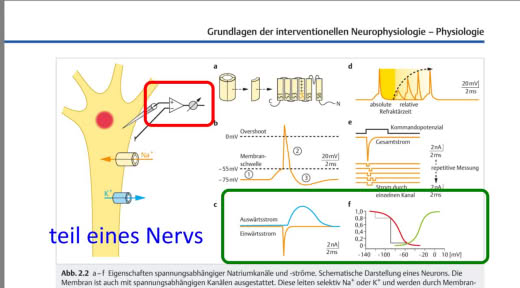 Grundlagen der interventionellen Neurophysiologie – Physiologie
a
C
N
d
20 mV
2 ms
absolute relative
Refraktärzeit
b
Overshoot
0 mV
Membran-
schwelle
20 mV
2 ms
–55 mV
–75 mV
1
2
3
e
Kommandopotenzial
Gesamtstrom
2 nA
2 ms
repetitive Messung
Strom durch
einzelnen Kanal
2 nA
2 ms
Na+
K+
c
Auswärtsstrom
Einwärtsstrom
2 nA
2 ms
f
1,0
0,8
0,6
0,4
0,2
0
-140 -100 -60 -20 0 10 [mV]
teil eines Nervs
Abb. 2.2 a–f Eigenschaften spannungsabhängiger Natriumkanäle und -ströme. Schematische Darstellung eines Neurons. Die
Membran ist auch mit spannungsabhängigen Kanälen ausgestattet. Diese leiten selektiv Na+ oder K+ und werden durch Membran-